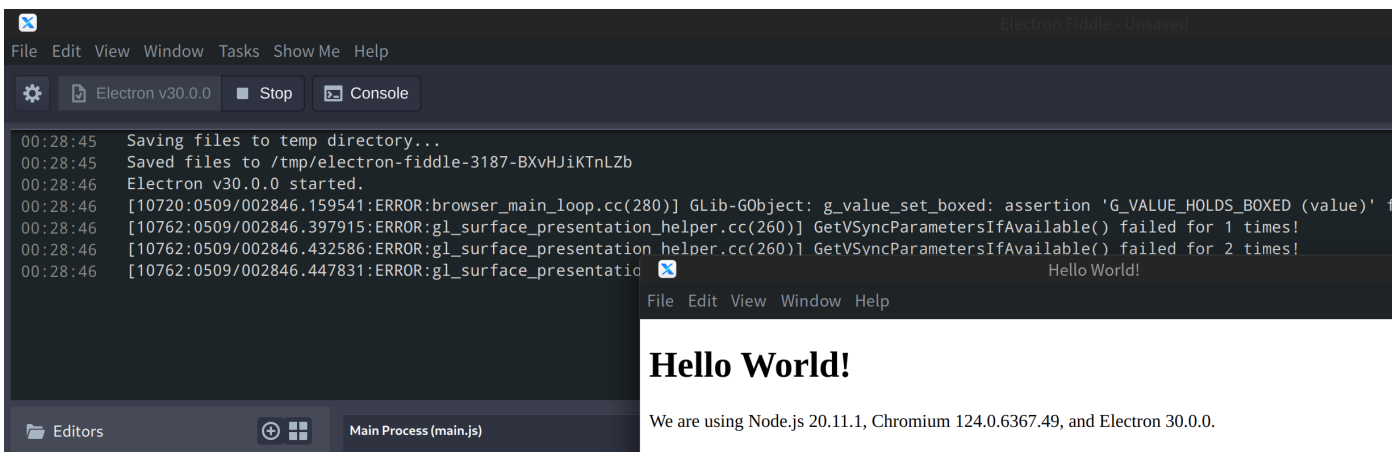 Electron Fiddle - Unsaved
File Edit View Window Tasks Show Me Help
Electron v30.0.0 Stop Console
00:28:45 Saving files to temp directory...
00:28:45 Saved files to /tmp/electron-fiddle-3187-BXvHJiKTnLZb
00:28:46 Electron v30.0.0 started.
00:28:46 [10720:0509/002846.159541:ERROR:browser_main_loop.cc(280)] GLib-GObject: g_value_set_boxed: assertion 'G_VALUE_HOLDS_BOXED (value)' f
00:28:46 [10762:0509/002846.397915:ERROR:gl_surface_presentation_helper.cc(260)] GetVSyncParametersIfAvailable() failed for 1 times!
00:28:46 [10762:0509/002846.432586:ERROR:gl_surface_presentation_helper.cc(260)] GetVSyncParametersIfAvailable() failed for 2 times!
00:28:46 [10762:0509/002846.447831:ERROR:gl_surface_presentatio
Hello World!
File Edit View Window Help
Hello World!
We are using Node.js 20.11.1, Chromium 124.0.6367.49, and Electron 30.0.0.
Editors
Main Process (main.js)